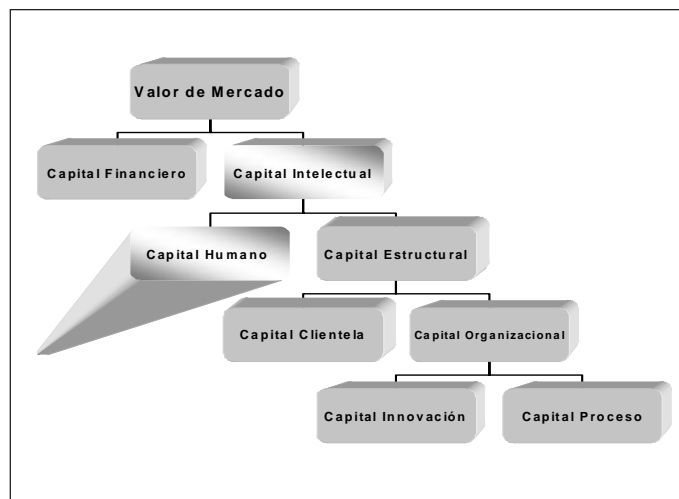 Valor de Mercado
Capital Financiero
Capital Intelectual
Capital Humano
Capital Estructural
Capital Clientela
Capital Organizacional
Capital Innovación
Capital Proceso